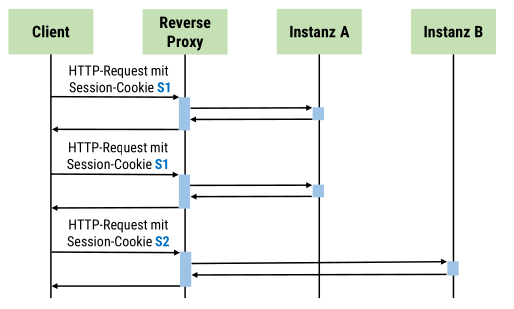 Client
Reverse
Proxy
Instanz A
Instanz B
HTTP-Request mit
Session-Cookie S1
HTTP-Request mit
Session-Cookie S1
HTTP-Request mit
Session-Cookie S2